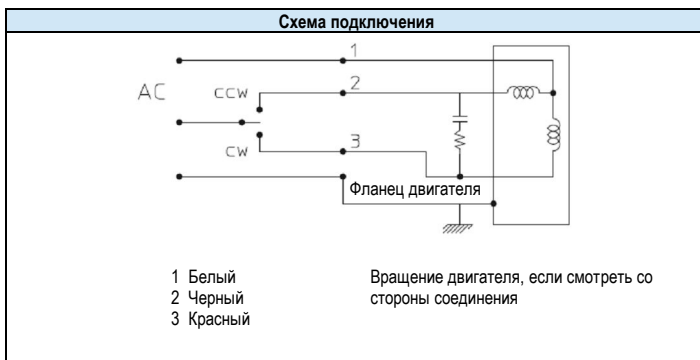 Схема подключения
1
AC
CCW
2
CW
3
Фланец двигателя
1 Белый
2 Черный
3 Красный
Вращение двигателя, если смотреть со
стороны соединения